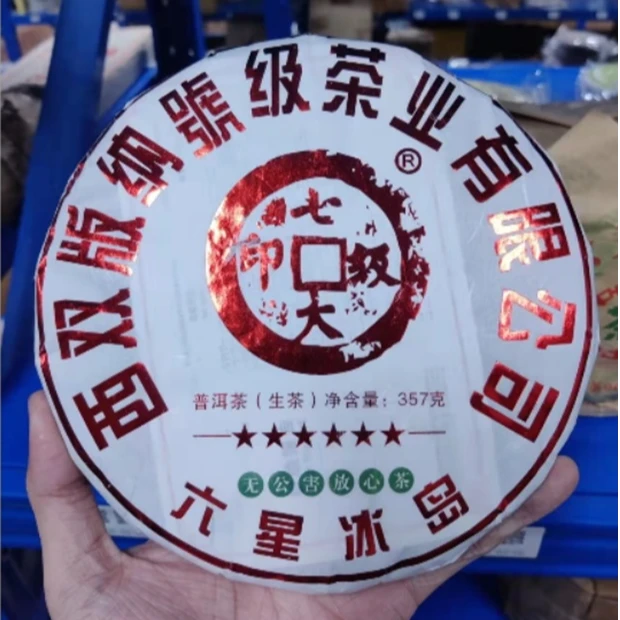 西双版纳號级茶业有限公司
®
七
印 级
大
普洱茶（生茶）净含量：357克
★★★★★★
无公害放心茶
六星冰岛